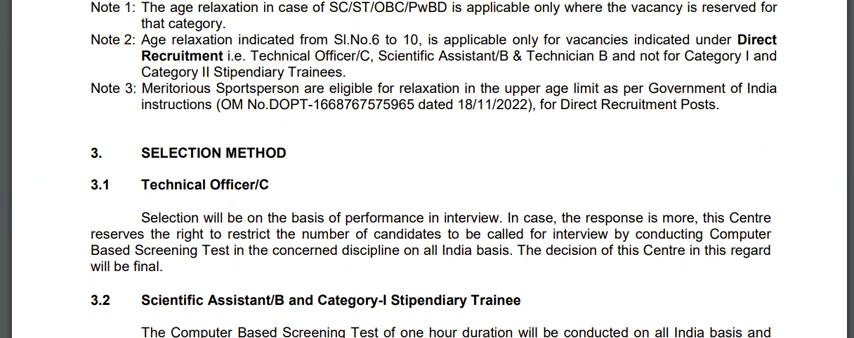 Note 1: The age relaxation in case of SC/ST/OBC/PwBD is applicable only where the vacancy is reserved for
that category.
Note 2: Age relaxation indicated from Sl.No.6 to 10, is applicable only for vacancies indicated under Direct
Recruitment i.e. Technical Officer/C, Scientific Assistant/B & Technician B and not for Category I and
Category II Stipendiary Trainees.
Note 3: Meritorious Sportsperson are eligible for relaxation in the upper age limit as per Government of India
instructions (OM No.DOPT-1668767575965 dated 18/11/2022), for Direct Recruitment Posts.
3. SELECTION METHOD
3.1 Technical Officer/C
Selection will be on the basis of performance in interview. In case, the response is more, this Centre
reserves the right to restrict the number of candidates to be called for interview by conducting Computer
Based Screening Test in the concerned discipline on all India basis. The decision of this Centre in this regard
will be final.
3.2 Scientific Assistant/B and Category-I Stipendiary Trainee
The Computer Based Screening Test of one hour duration will be conducted on all India basis and